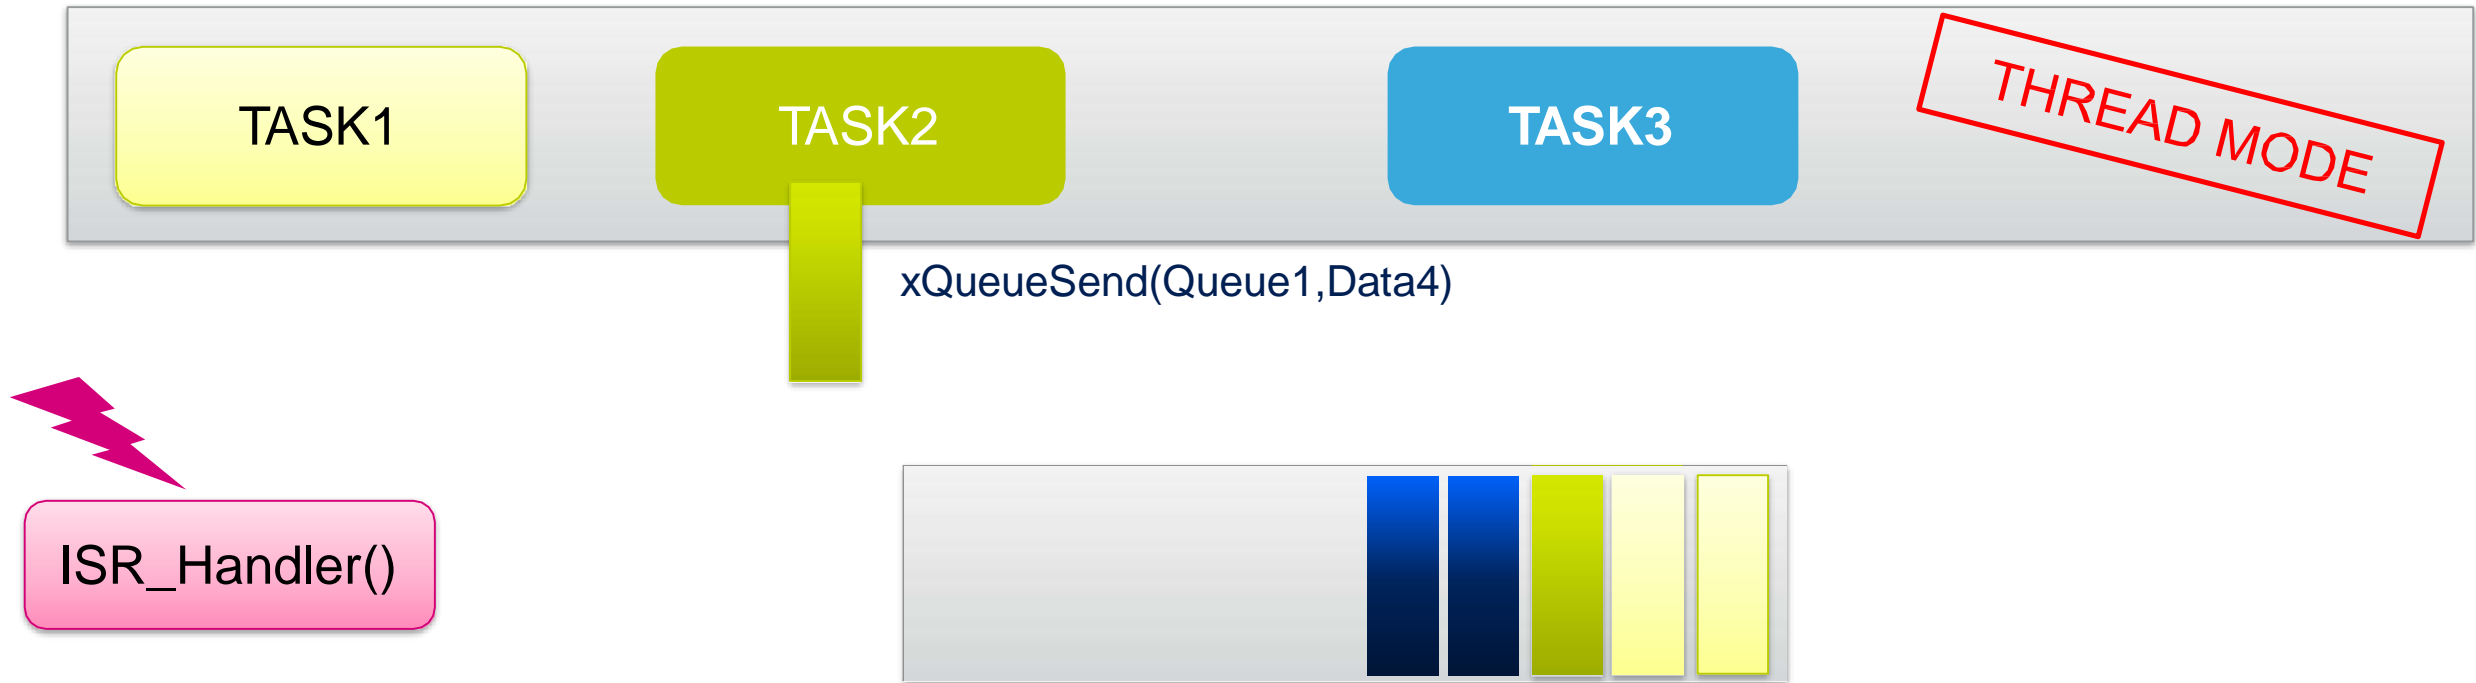 TASK1
TASK2
TASK3
THREAD MODE
xQueueSend(Queue1,Data4)
ISR_Handler()